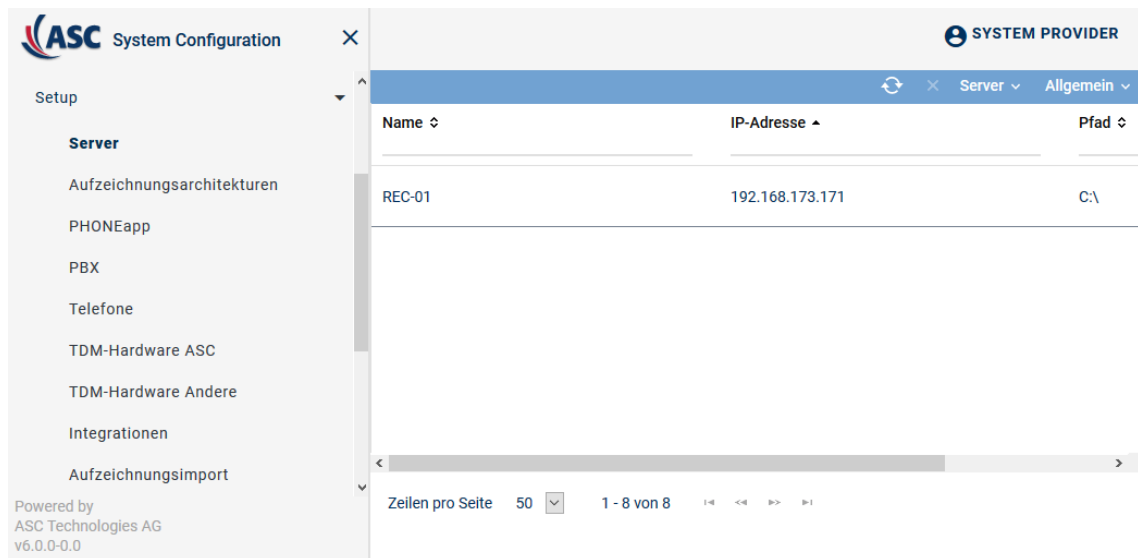 ASC System Configuration
SYSTEM PROVIDER
Setup
Server
Aufzeichnungsarchitekturen
PHONEapp
PBX
Telefone
TDM-Hardware ASC
TDM-Hardware Andere
Integrationen
Aufzeichnungsimport
Powered by
ASC Technologies AG
v6.0.0-0.0
Server Allgemein
Name IP-Adresse Pfad
REC-01 192.168.173.171 C:\
Zeilen pro Seite 50 1 - 8 von 8